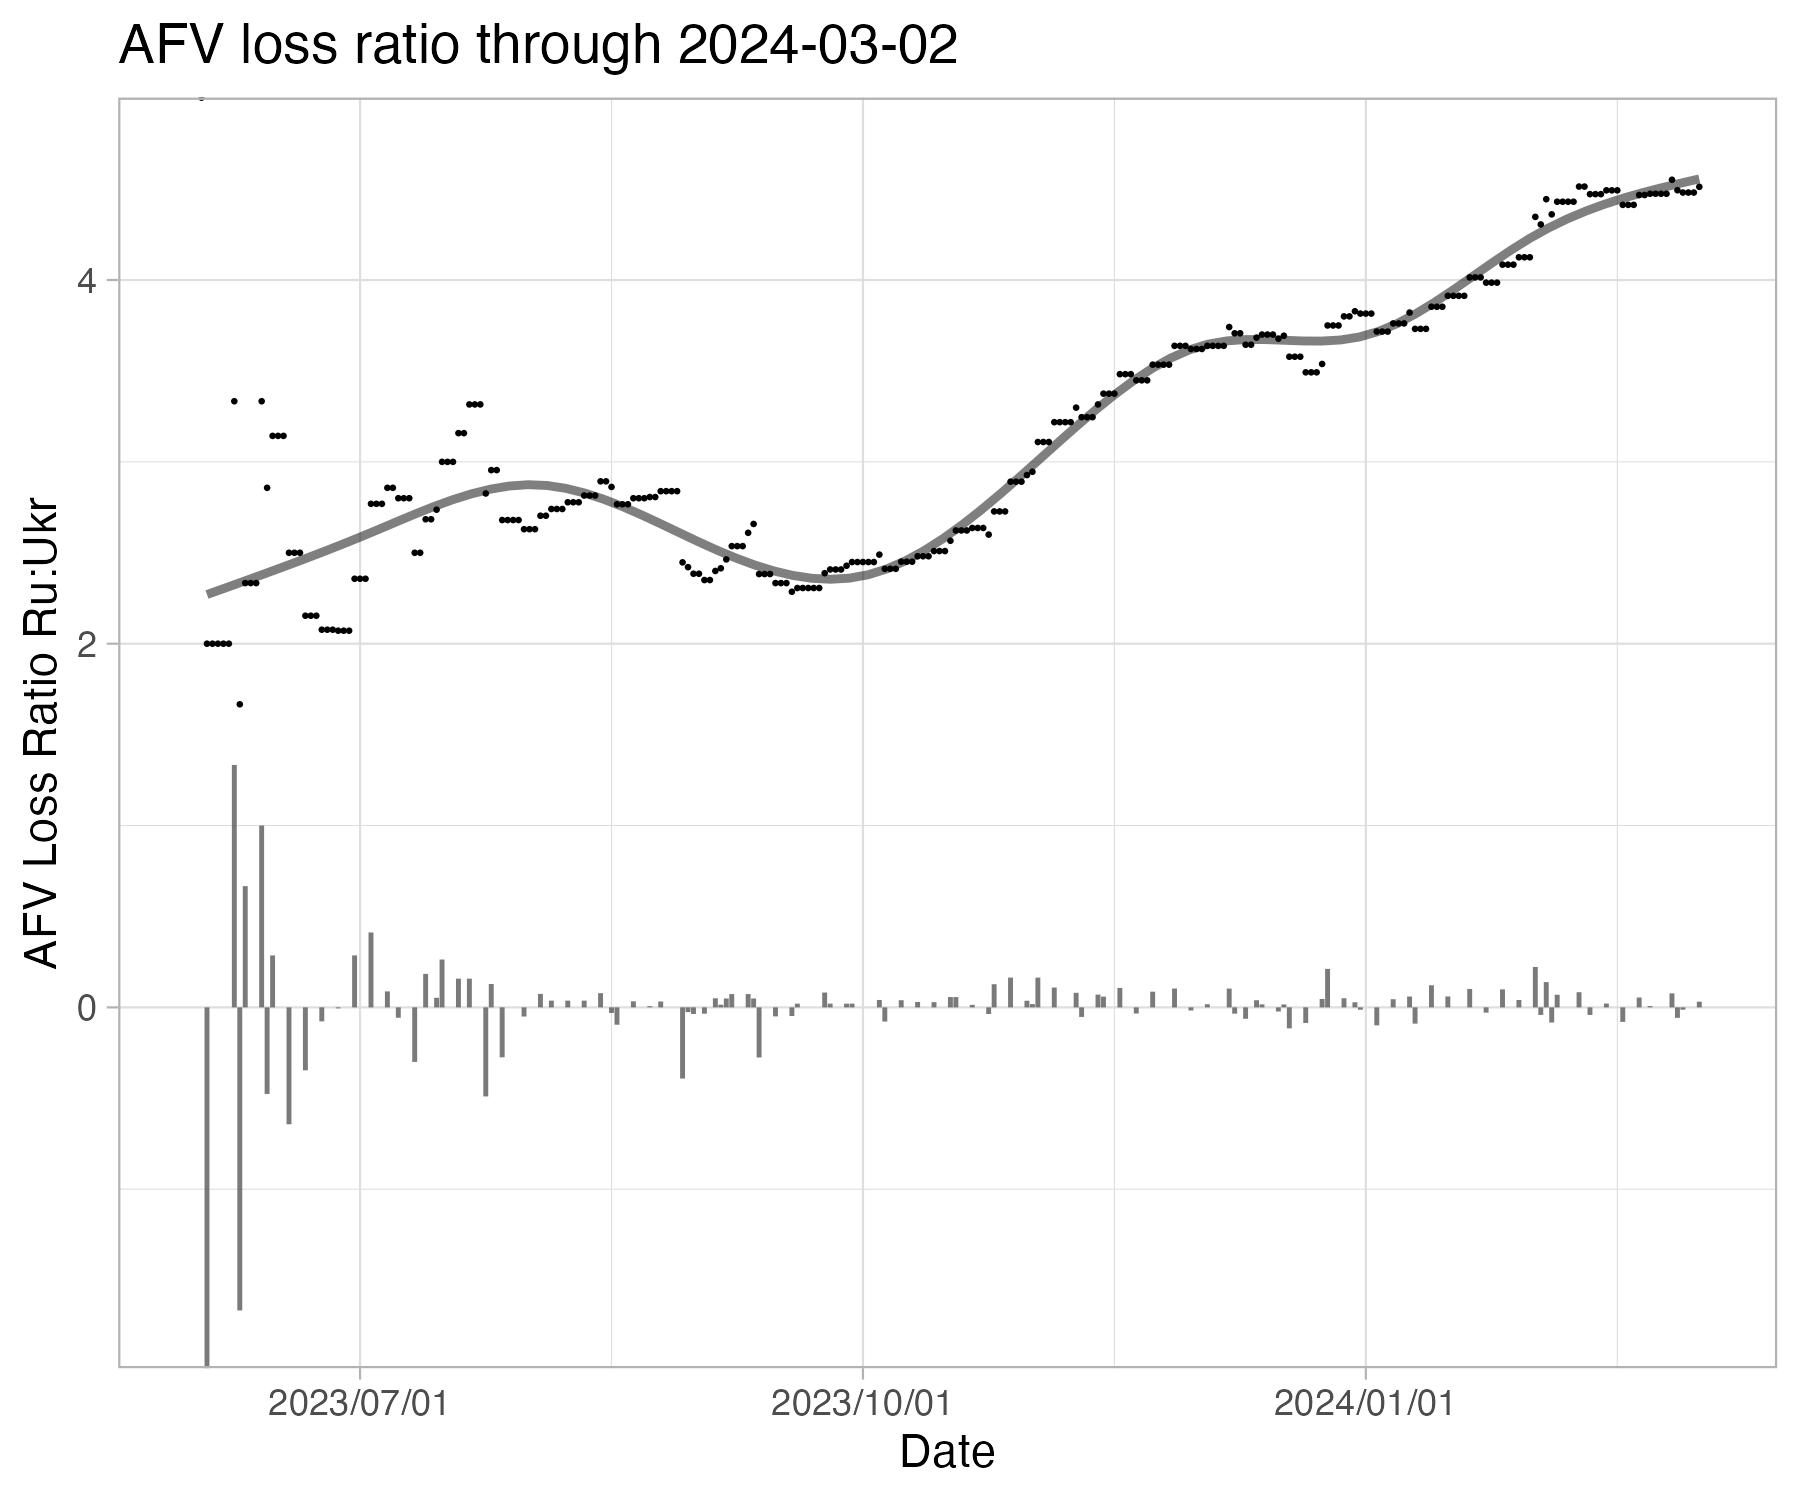 AFV loss ratio through 2024-03-02
AFV Loss Ratio Ru:Ukr
4
2
0
2023/07/01
2023/10/01
2024/01/01
Date